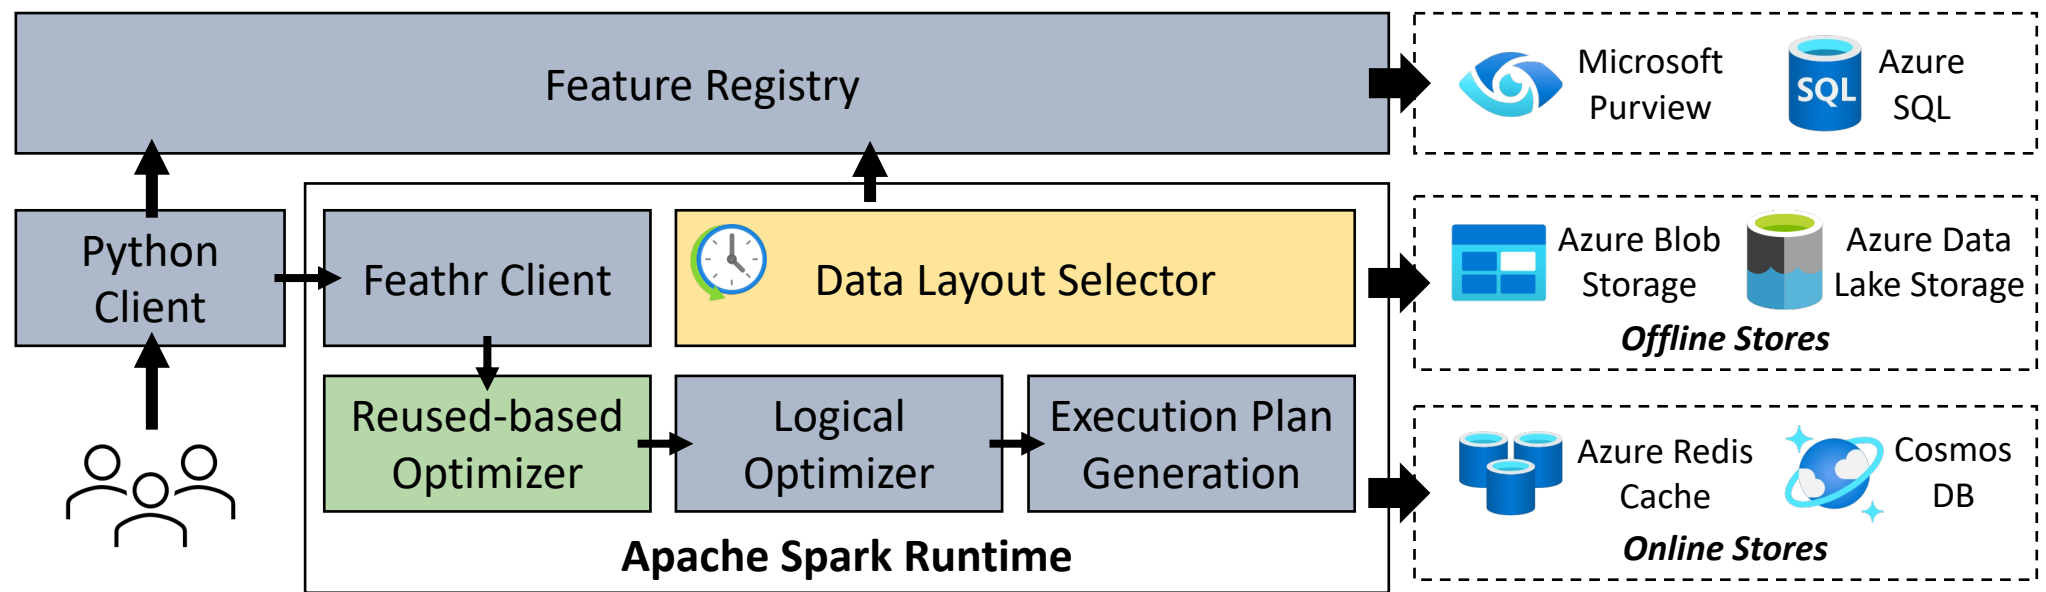 Feature Registry
Microsoft
Purview
SQL
Azure
SQL
Python
Client
Feathr Client
Data Layout Selector
Azure Blob
Storage
Azure Data
Lake Storage
Offline Stores
Reused-based
Optimizer
Logical
Optimizer
Execution Plan
Generation
Azure Redis
Cache
Cosmos
DB
Online Stores
Apache Spark Runtime